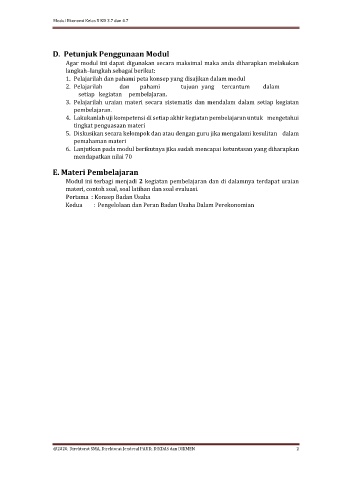 Modul Ekonomi Kelas X KD 3.7 dan 4.7
D. Petunjuk Penggunaan Modul
Agar modul ini dapat digunakan secara maksimal maka anda diharapkan melakukan
langkah-langkah sebagai berikut:
1. Pelajarilah dan pahami peta konsep yang disajikan dalam modul
2. Pelajarilah dan pahami tujuan yang tercantum dalam
setiap kegiatan pembelajaran.
3. Pelajarilah uraian materi secara sistematis dan mendalam dalam setiap kegiatan
pembelajaran.
4. Lakukanlah uji kompetensi di setiap akhir kegiatan pembelajaran untuk mengetahui
tingkat penguasaan materi
5. Diskusikan secara kelompok dan atau dengan guru jika mengalami kesulitan dalam
pemahaman materi
6. Lanjutkan pada modul berikutnya jika sudah mencapai ketuntasan yang diharapkan
mendapatkan nilai 70
E. Materi Pembelajaran
Modul ini terbagi menjadi 2 kegiatan pembelajaran dan di dalamnya terdapat uraian
materi, contoh soal, soal latihan dan soal evaluasi.
Pertama : Konsep Badan Usaha
Kedua : Pengelolaan dan Peran Badan Usaha Dalam Perekonomian
@2020, Direktorat SMA, Direktorat Jenderal PAUD, DIKDAS dan DIKMEN